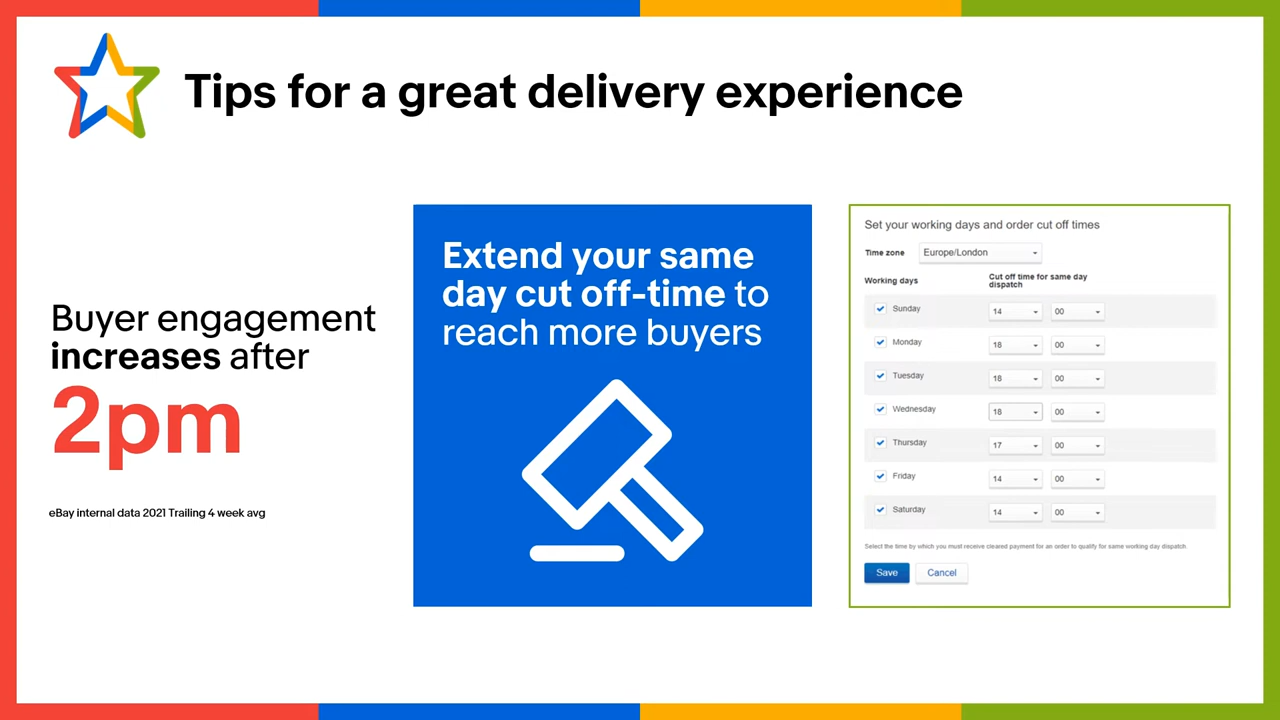 Tips for a great delivery experience
Buyer engagement
increases after
2pm
eBay internal data 2021 Trailing 4 week avg
Extend your same
day cut off-time to
reach more buyers
Set your working days and order cut off times
Time zone Europe/London
Working days Cut off time for same day
dispatch
Sunday 14 00
Monday 18 00
Tuesday 18 00
Wednesday 18 00
Thursday 17 00
Friday 14 00
Saturday 14 00
Select the time by which you must receive cleared payment for an order to qualify for same working day dispatch.
Save Cancel